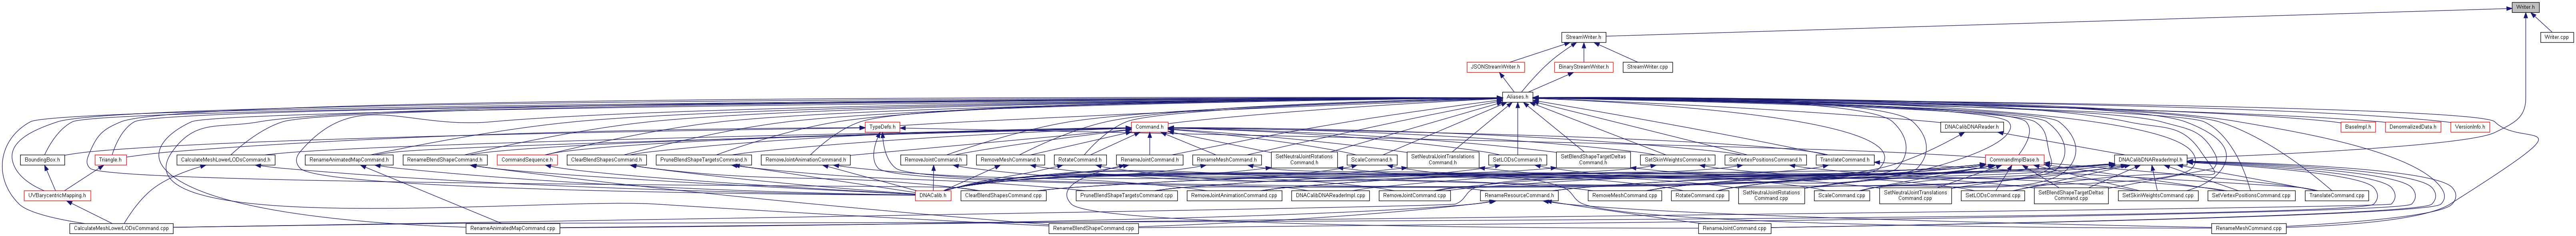 Writer.h
StreamWriter.h
Writer.cpp
JSONStreamWriter.h
BinaryStreamWriter.h
StreamWriter.cpp
Aliases.h
TypeDefs.h
Command.h
DNACalibDNAReader.h
BaseImpl.h
DenormalizedData.h
VersionInfo.h
BoundingBox.h
Triangle.h
CalculateMeshLowerLODsCommand.h
RenameAnimatedMapCommand.h
RenameBlendShapeCommand.h
CommandSequence.h
ClearBlendShapesCommand.h
PruneBlendShapeTargetsCommand.h
RemoveJointAnimationCommand.h
RemoveJointCommand.h
RemoveMeshCommand.h
RotateCommand.h
RenameJointCommand.h
RenameMeshCommand.h
SetNeutralJointRotations
Command.h
ScaleCommand.h
SetNeutralJointTranslations
Command.h
SetLODsCommand.h
SetBlendShapeTargetDeltas
Command.h
SetSkinWeightsCommand.h
SetVertexPositionsCommand.h
TranslateCommand.h
CommandImplBase.h
DNACalibDNAReaderImpl.h
UVBarycentricMapping.h
DNACalib.h
ClearBlendShapesCommand.cpp
PruneBlendShapeTargetsCommand.cpp
RemoveJointAnimationCommand.cpp
DNACalibDNAReaderImpl.cpp
RemoveJointCommand.cpp
RenameResourceCommand.h
RemoveMeshCommand.cpp
RotateCommand.cpp
SetNeutralJointRotations
Command.cpp
ScaleCommand.cpp
SetNeutralJointTranslations
Command.cpp
SetLODsCommand.cpp
SetBlendShapeTargetDeltas
Command.cpp
SetSkinWeightsCommand.cpp
SetVertexPositionsCommand.cpp
TranslateCommand.cpp
CalculateMeshLowerLODsCommand.cpp
RenameAnimatedMapCommand.cpp
RenameBlendShapeCommand.cpp
RenameJointCommand.cpp
RenameMeshCommand.cpp